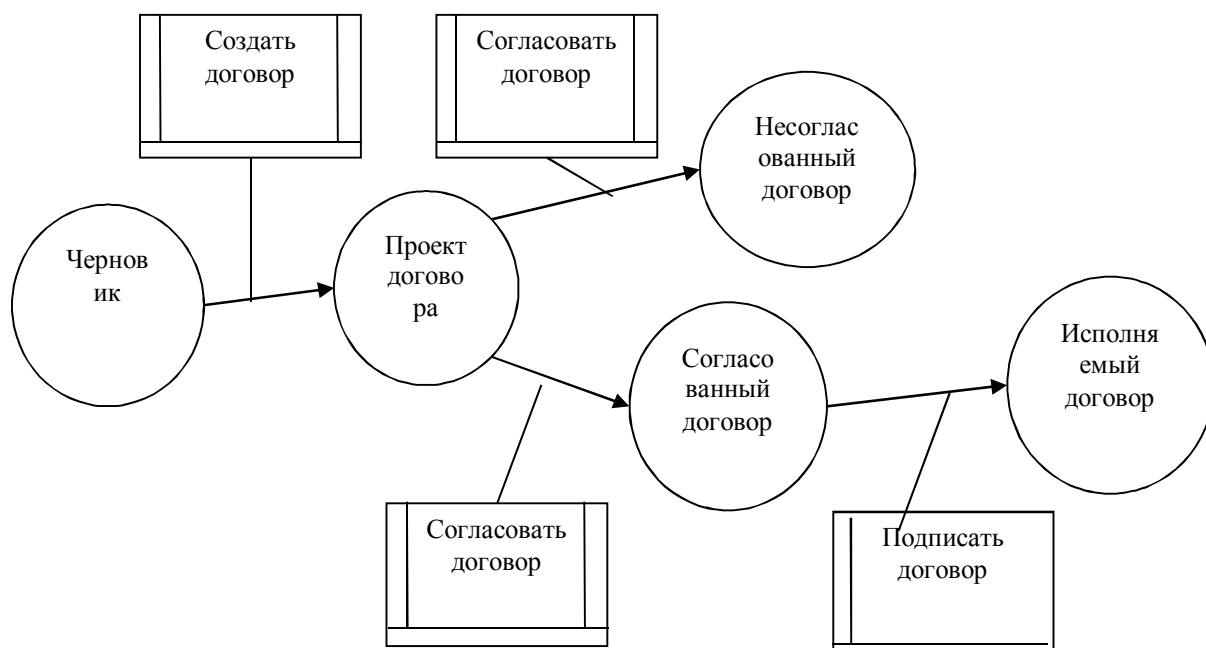 Создать
договор
Согласовать
договор
Несоглас
ованный
договор
Чернов
ик
Проект
догово
ра
Согласо
ванный
договор
Исполня
емый
договор
Согласовать
договор
Подписать
договор